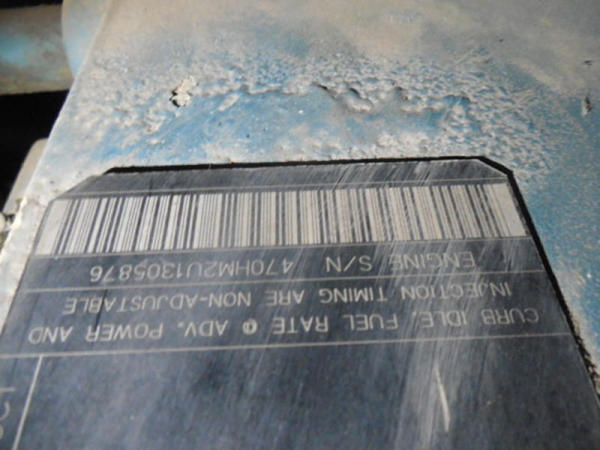 CURB IDLE, FUEL RATE @ ADV. POWER AND
INJECTION TIMING ARE NON-ADJUSTABLE
ENGINE S/N 470HM2U1305876